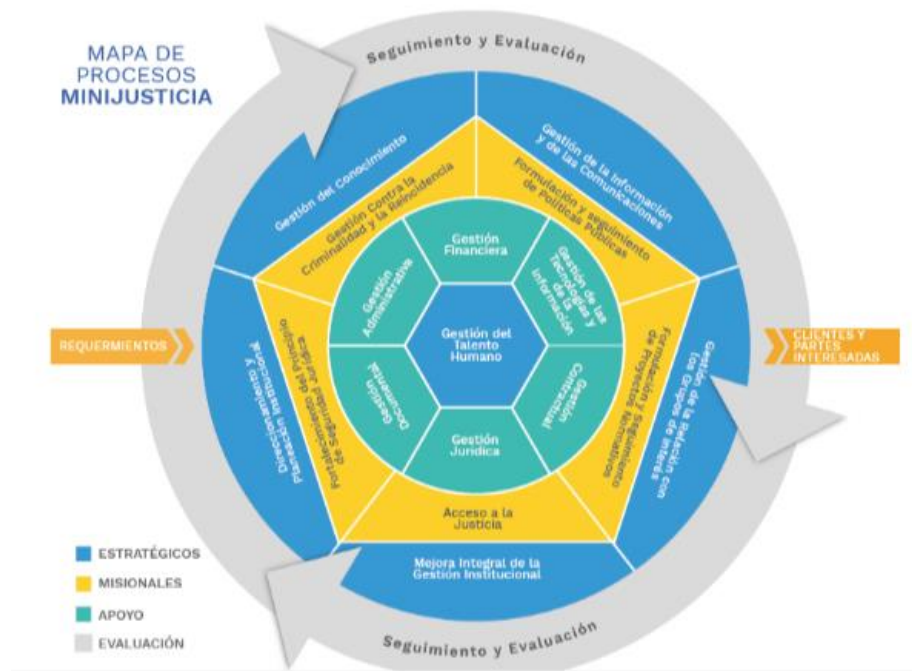 MAPA DE
PROCESOS
MINIJUSTICIA
Seguimiento y Evaluación
Gestión del Conocimiento
Gestión de la Información
y de las Comunicaciones
Gestión Contra la
Criminalidad y la Reincidencia
Formulación y seguimiento
de Políticas Públicas
Gestión
Financiera
Gestión
Administrativa
Gestión de las
Tecnologías y
de la
Información
REQUERMIENTOS
Gestión del
Talento
Humano
CLIENTES Y
PARTES
INTERESADAS
Direccionamiento y
Planeación Institucional
Fortalecimiento del Principio
de Seguridad Jurídica
Formulación y Seguimiento
de Proyectos Normativos
Gestión de la Relación con
los Grupos de Interés
Gestión
Documental
Gestión
Contractual
Gestión
Jurídica
Acceso a la
Justicia
Mejora Integral de la
Gestión Institucional
ESTRATÉGICOS
MISIONALES
APOYO
EVALUACIÓN
Seguimiento y Evaluación